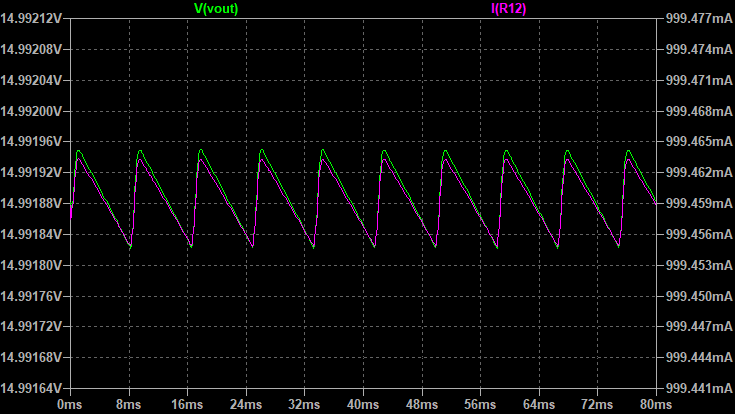 V(vout) I(R12)
14.99212V 999.477mA
14.99208V 999.474mA
14.99204V 999.471mA
14.99200V 999.468mA
14.99196V 999.465mA
14.99192V 999.462mA
14.99188V 999.459mA
14.99184V 999.456mA
14.99180V 999.453mA
14.99176V 999.450mA
14.99172V 999.447mA
14.99168V 999.444mA
14.99164V 999.441mA
0ms 8ms 16ms 24ms 32ms 40ms 48ms 56ms 64ms 72ms 80ms